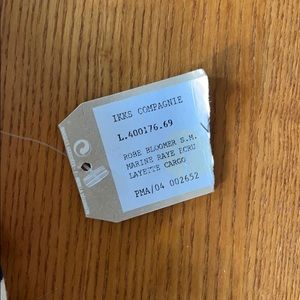 IKKS COMPAGNIE
L.400176.69
ROBE BLOOMER S.M.
MARINE RAYE ECRU
LAYETTE CARGO
PMA/04 002652